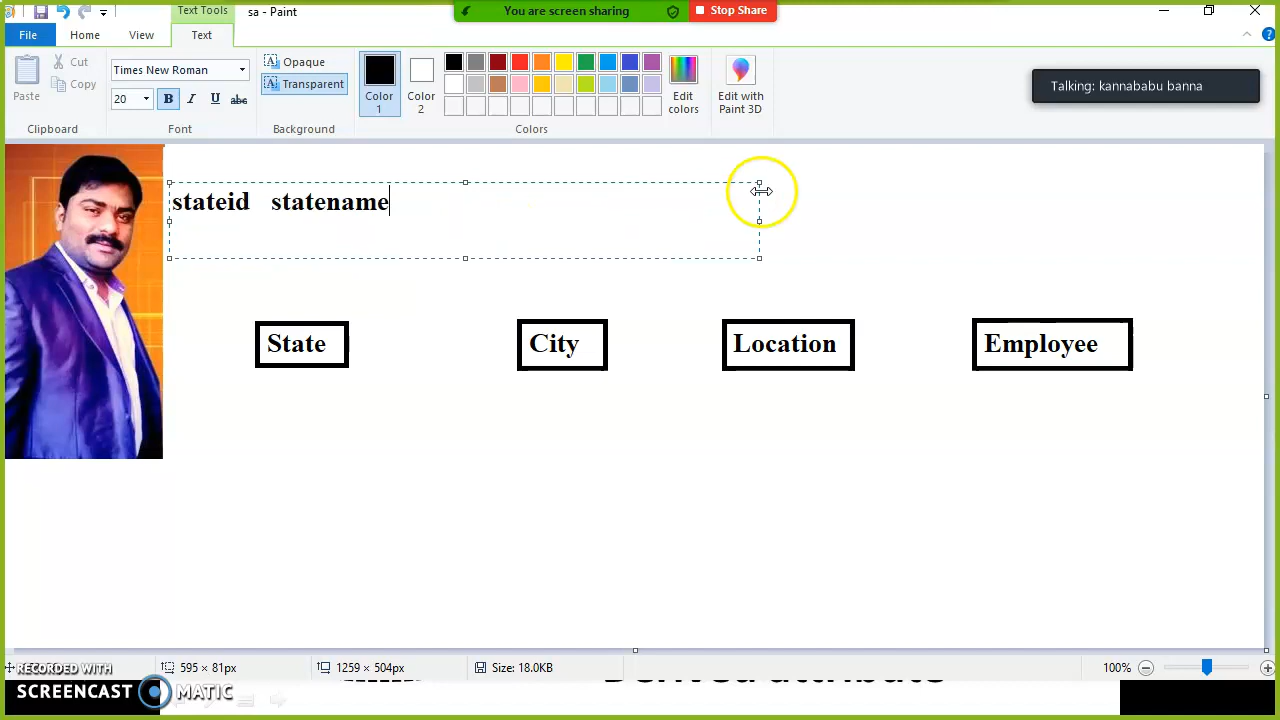 Text Tools
sa - Paint
You are screen sharing
Stop Share
File
Home
View
Text
Cut
Copy
Paste
Times New Roman
20
B I U abc
Opaque
Transparent
Color 1
Color 2
Edit colors
Edit with Paint 3D
Clipboard
Font
Background
Colors
Talking: kannababu banna
stateid statename
State
City
Location
Employee
595 × 81px
1259 × 504px
Size: 18.0KB
100%
RECORDED WITH
SCREENCAST MATIC
Derived attribute